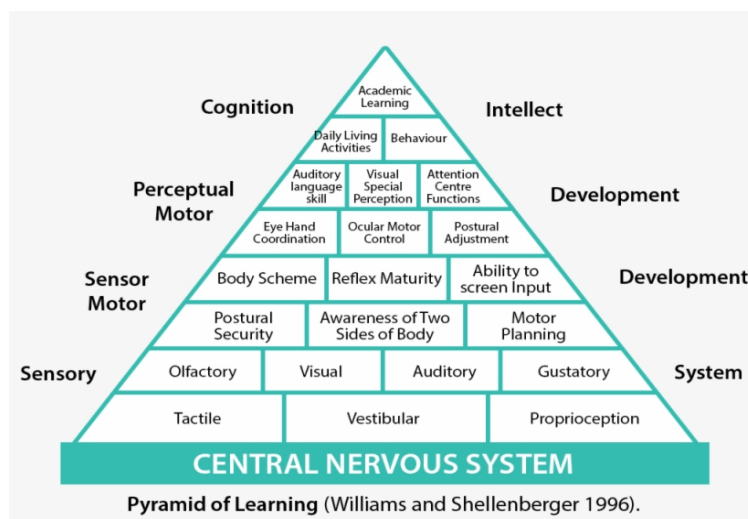 Academic
Learning
Cognition
Intellect
Daily Living
Activities
Behaviour
Auditory
language
skill
Visual
Special
Perception
Attention
Centre
Functions
Perceptual
Motor
Development
Eye Hand
Coordination
Ocular Motor
Control
Postural
Adjustment
Sensor
Motor
Body Scheme
Reflex Maturity
Ability to
screen Input
Development
Postural
Security
Awareness of Two
Sides of Body
Motor
Planning
Sensory
Olfactory
Visual
Auditory
Gustatory
System
Tactile
Vestibular
Proprioception
CENTRAL NERVOUS SYSTEM
Pyramid of Learning (Williams and Shellenberger 1996).